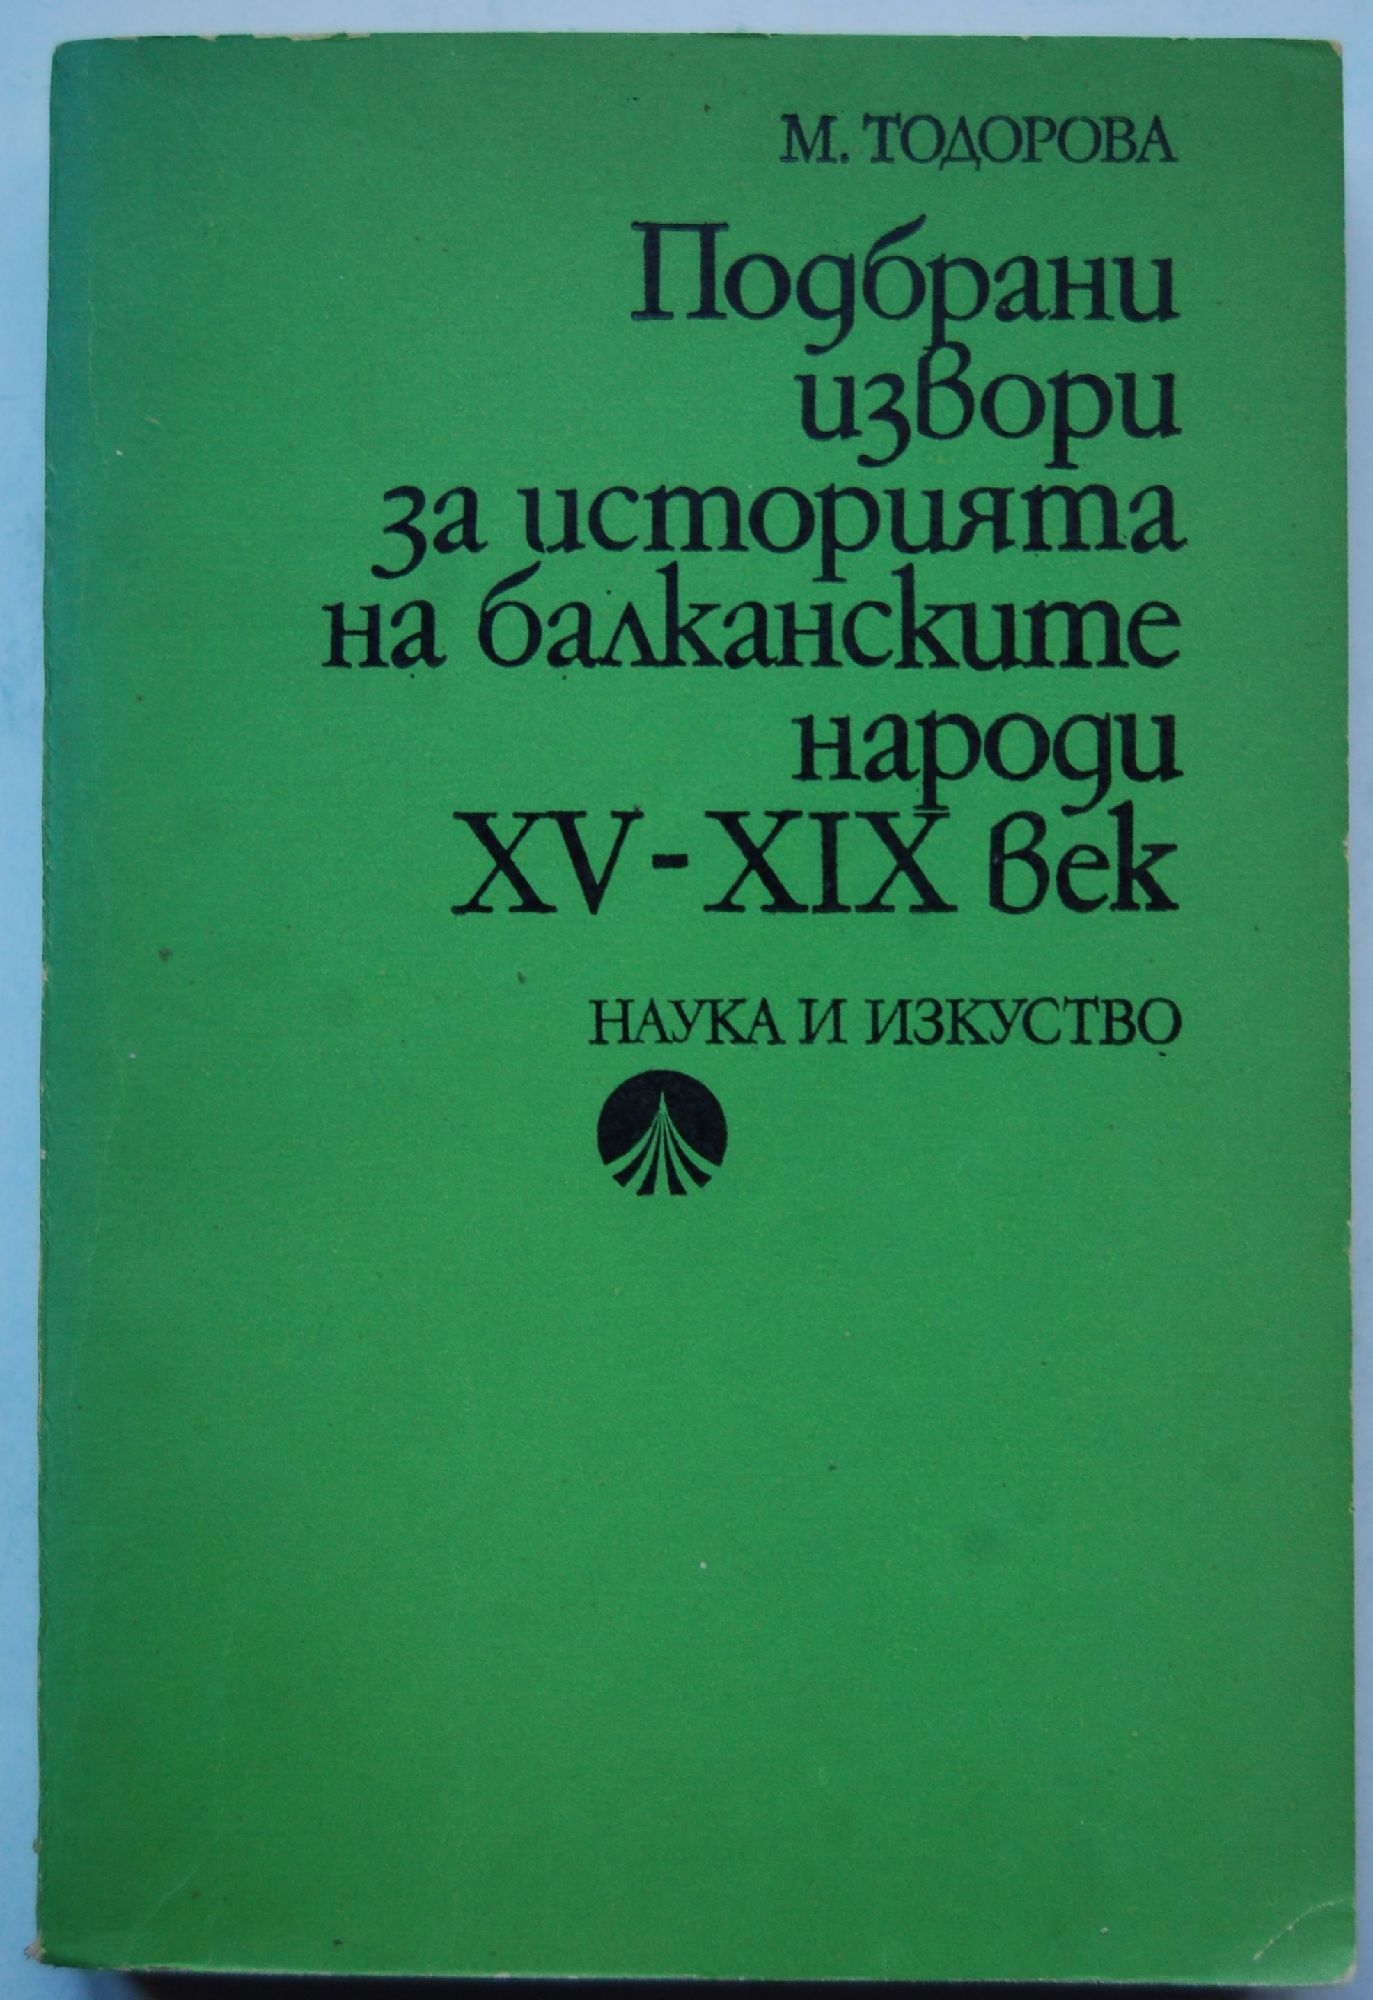 М. ТОДОРОВА
Подбрани
извори
за историята
на балканските
народи
XV - XIX век
НАУКА И ИЗКУСТВО